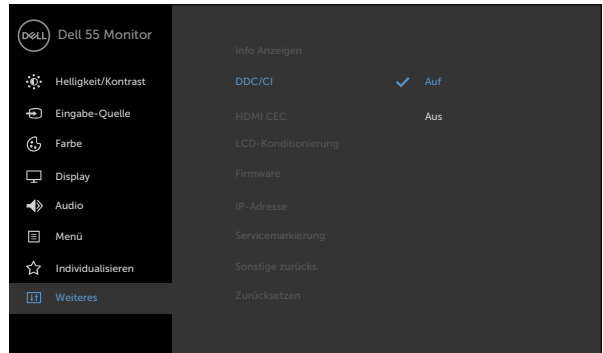 DELL Dell 55 Monitor
Helligkeit/Kontrast
Eingabe-Quelle
Farbe
Display
Audio
Menü
Individualisieren
Weiteres
Info Anzeigen
DDC/CI Auf
HDMI CEC Aus
LCD-Konditionierung
Firmware
IP-Adresse
Servicemarkierung
Sonstige zurücks.
Zurücksetzen